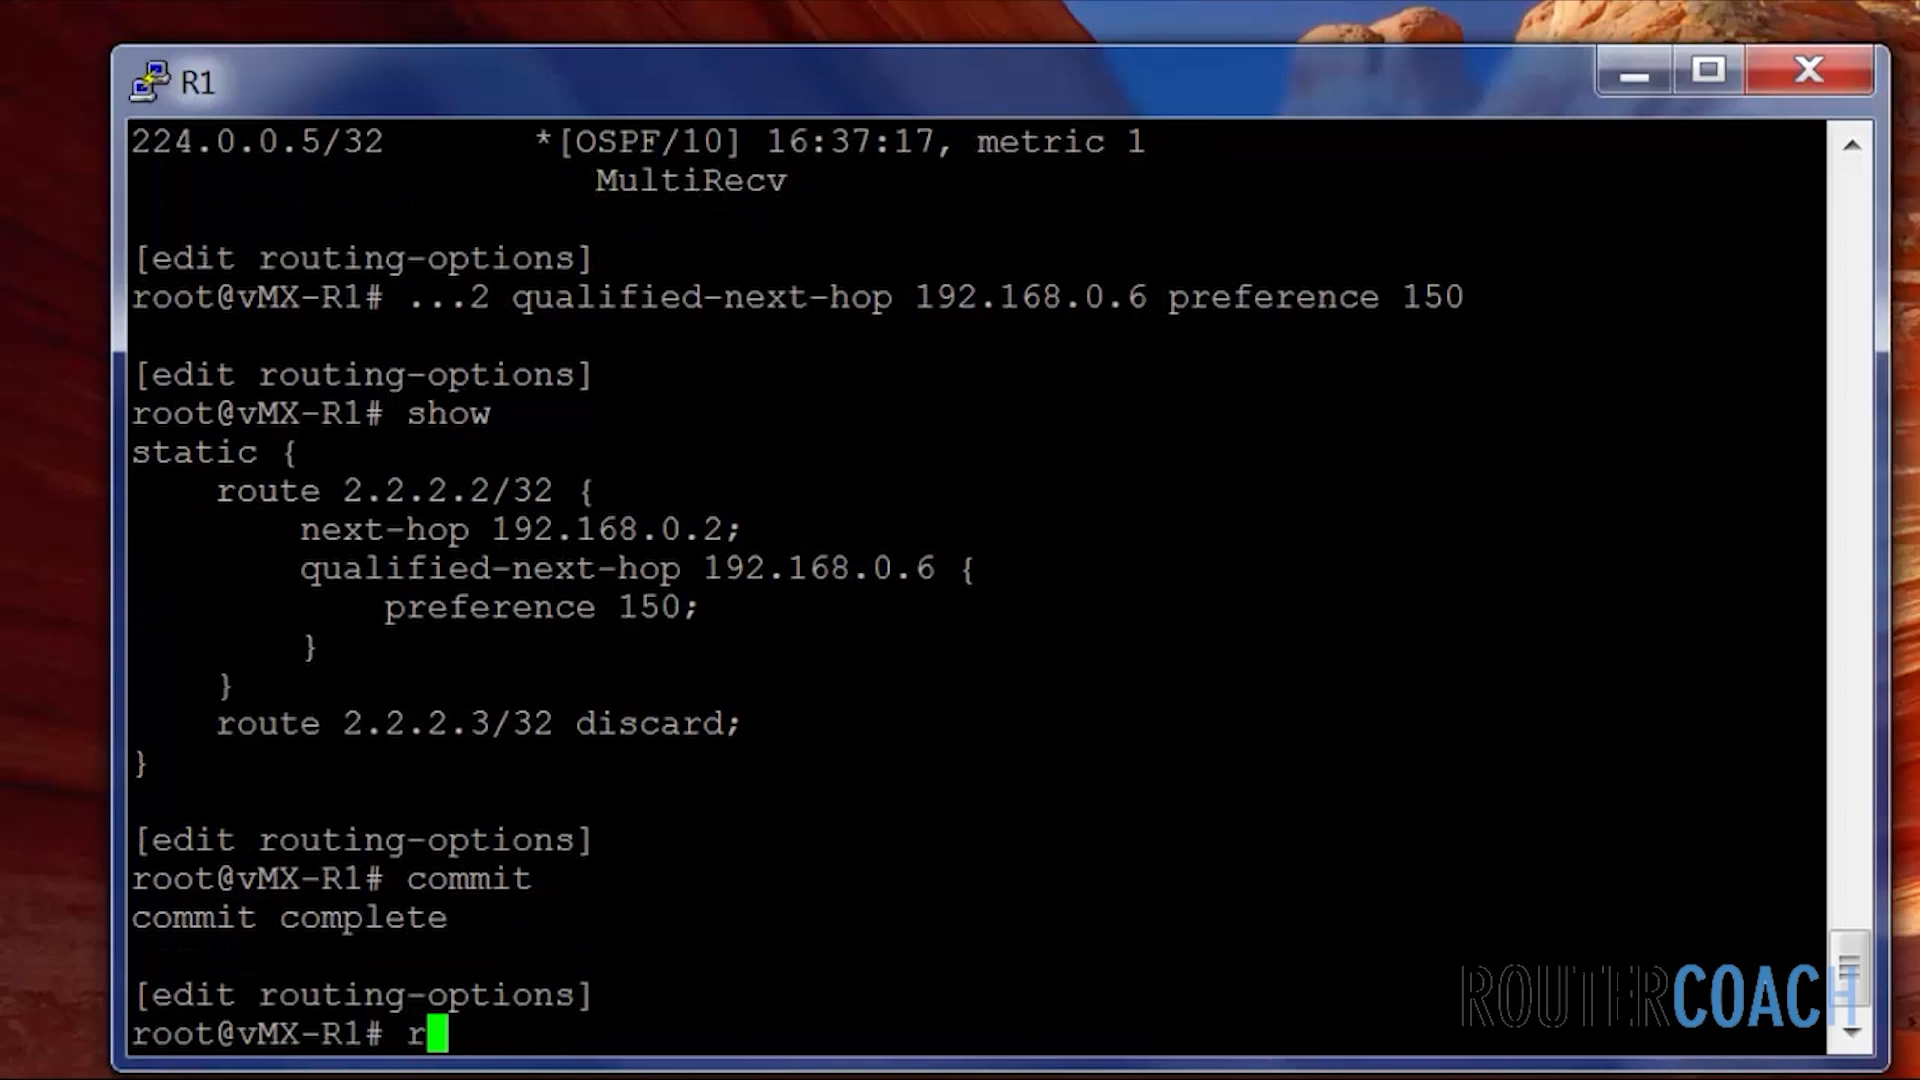 R1
224.0.0.5/32 *[OSPF/10] 16:37:17, metric 1
MultiRecv
[edit routing-options]
root@vMX-R1# ...2 qualified-next-hop 192.168.0.6 preference 150
[edit routing-options]
root@vMX-R1# show
static {
route 2.2.2.2/32 {
next-hop 192.168.0.2;
qualified-next-hop 192.168.0.6 {
preference 150;
}
}
route 2.2.2.3/32 discard;
}
[edit routing-options]
root@vMX-R1# commit
commit complete
[edit routing-options]
root@vMX-R1# r
ROUTERCOACH